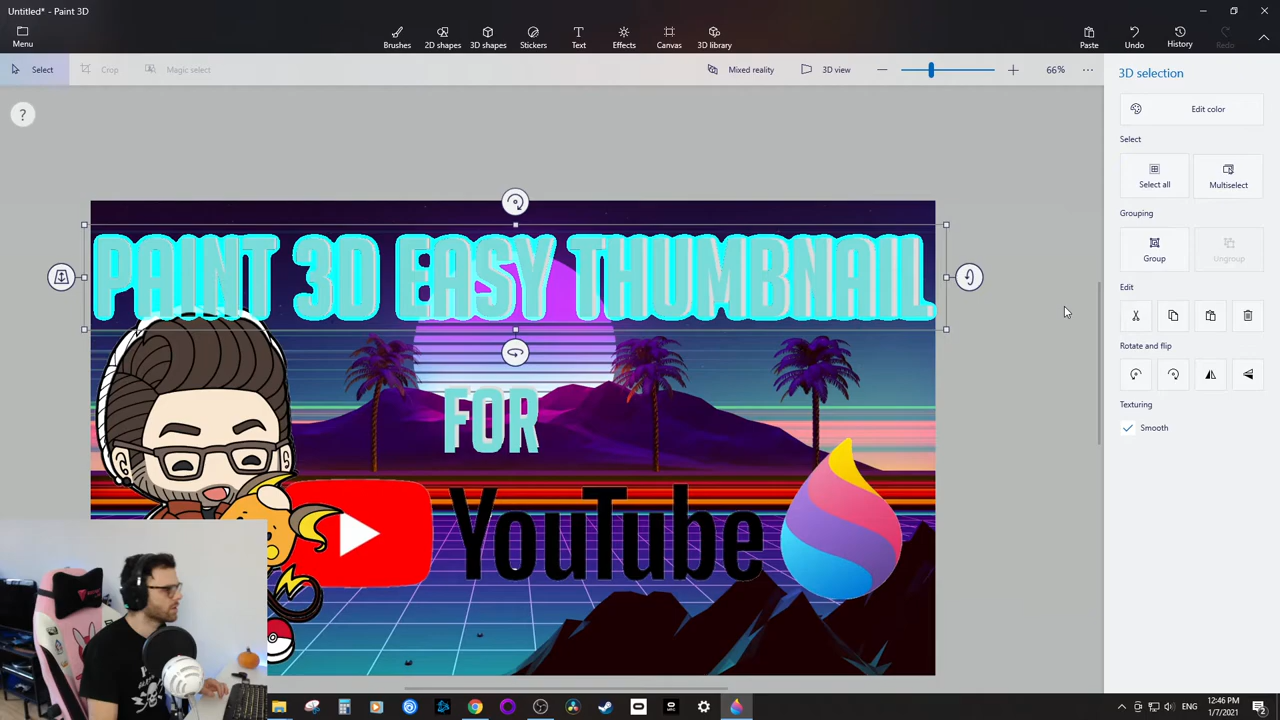 Untitled* - Paint 3D
Menu
Brushes
2D shapes
3D shapes
Stickers
Text
Effects
Canvas
3D library
Paste
Undo
History
Redo
Select
Crop
Magic select
Mixed reality
3D view
66%
?
3D selection
Edit color
Select
Select all
Multiselect
Grouping
Group
Ungroup
Edit
Rotate and flip
Texturing
Smooth
PAINT 3D EASY THUMBNAIL
FOR
YouTube
ENG
12:46 PM
1/7/2021